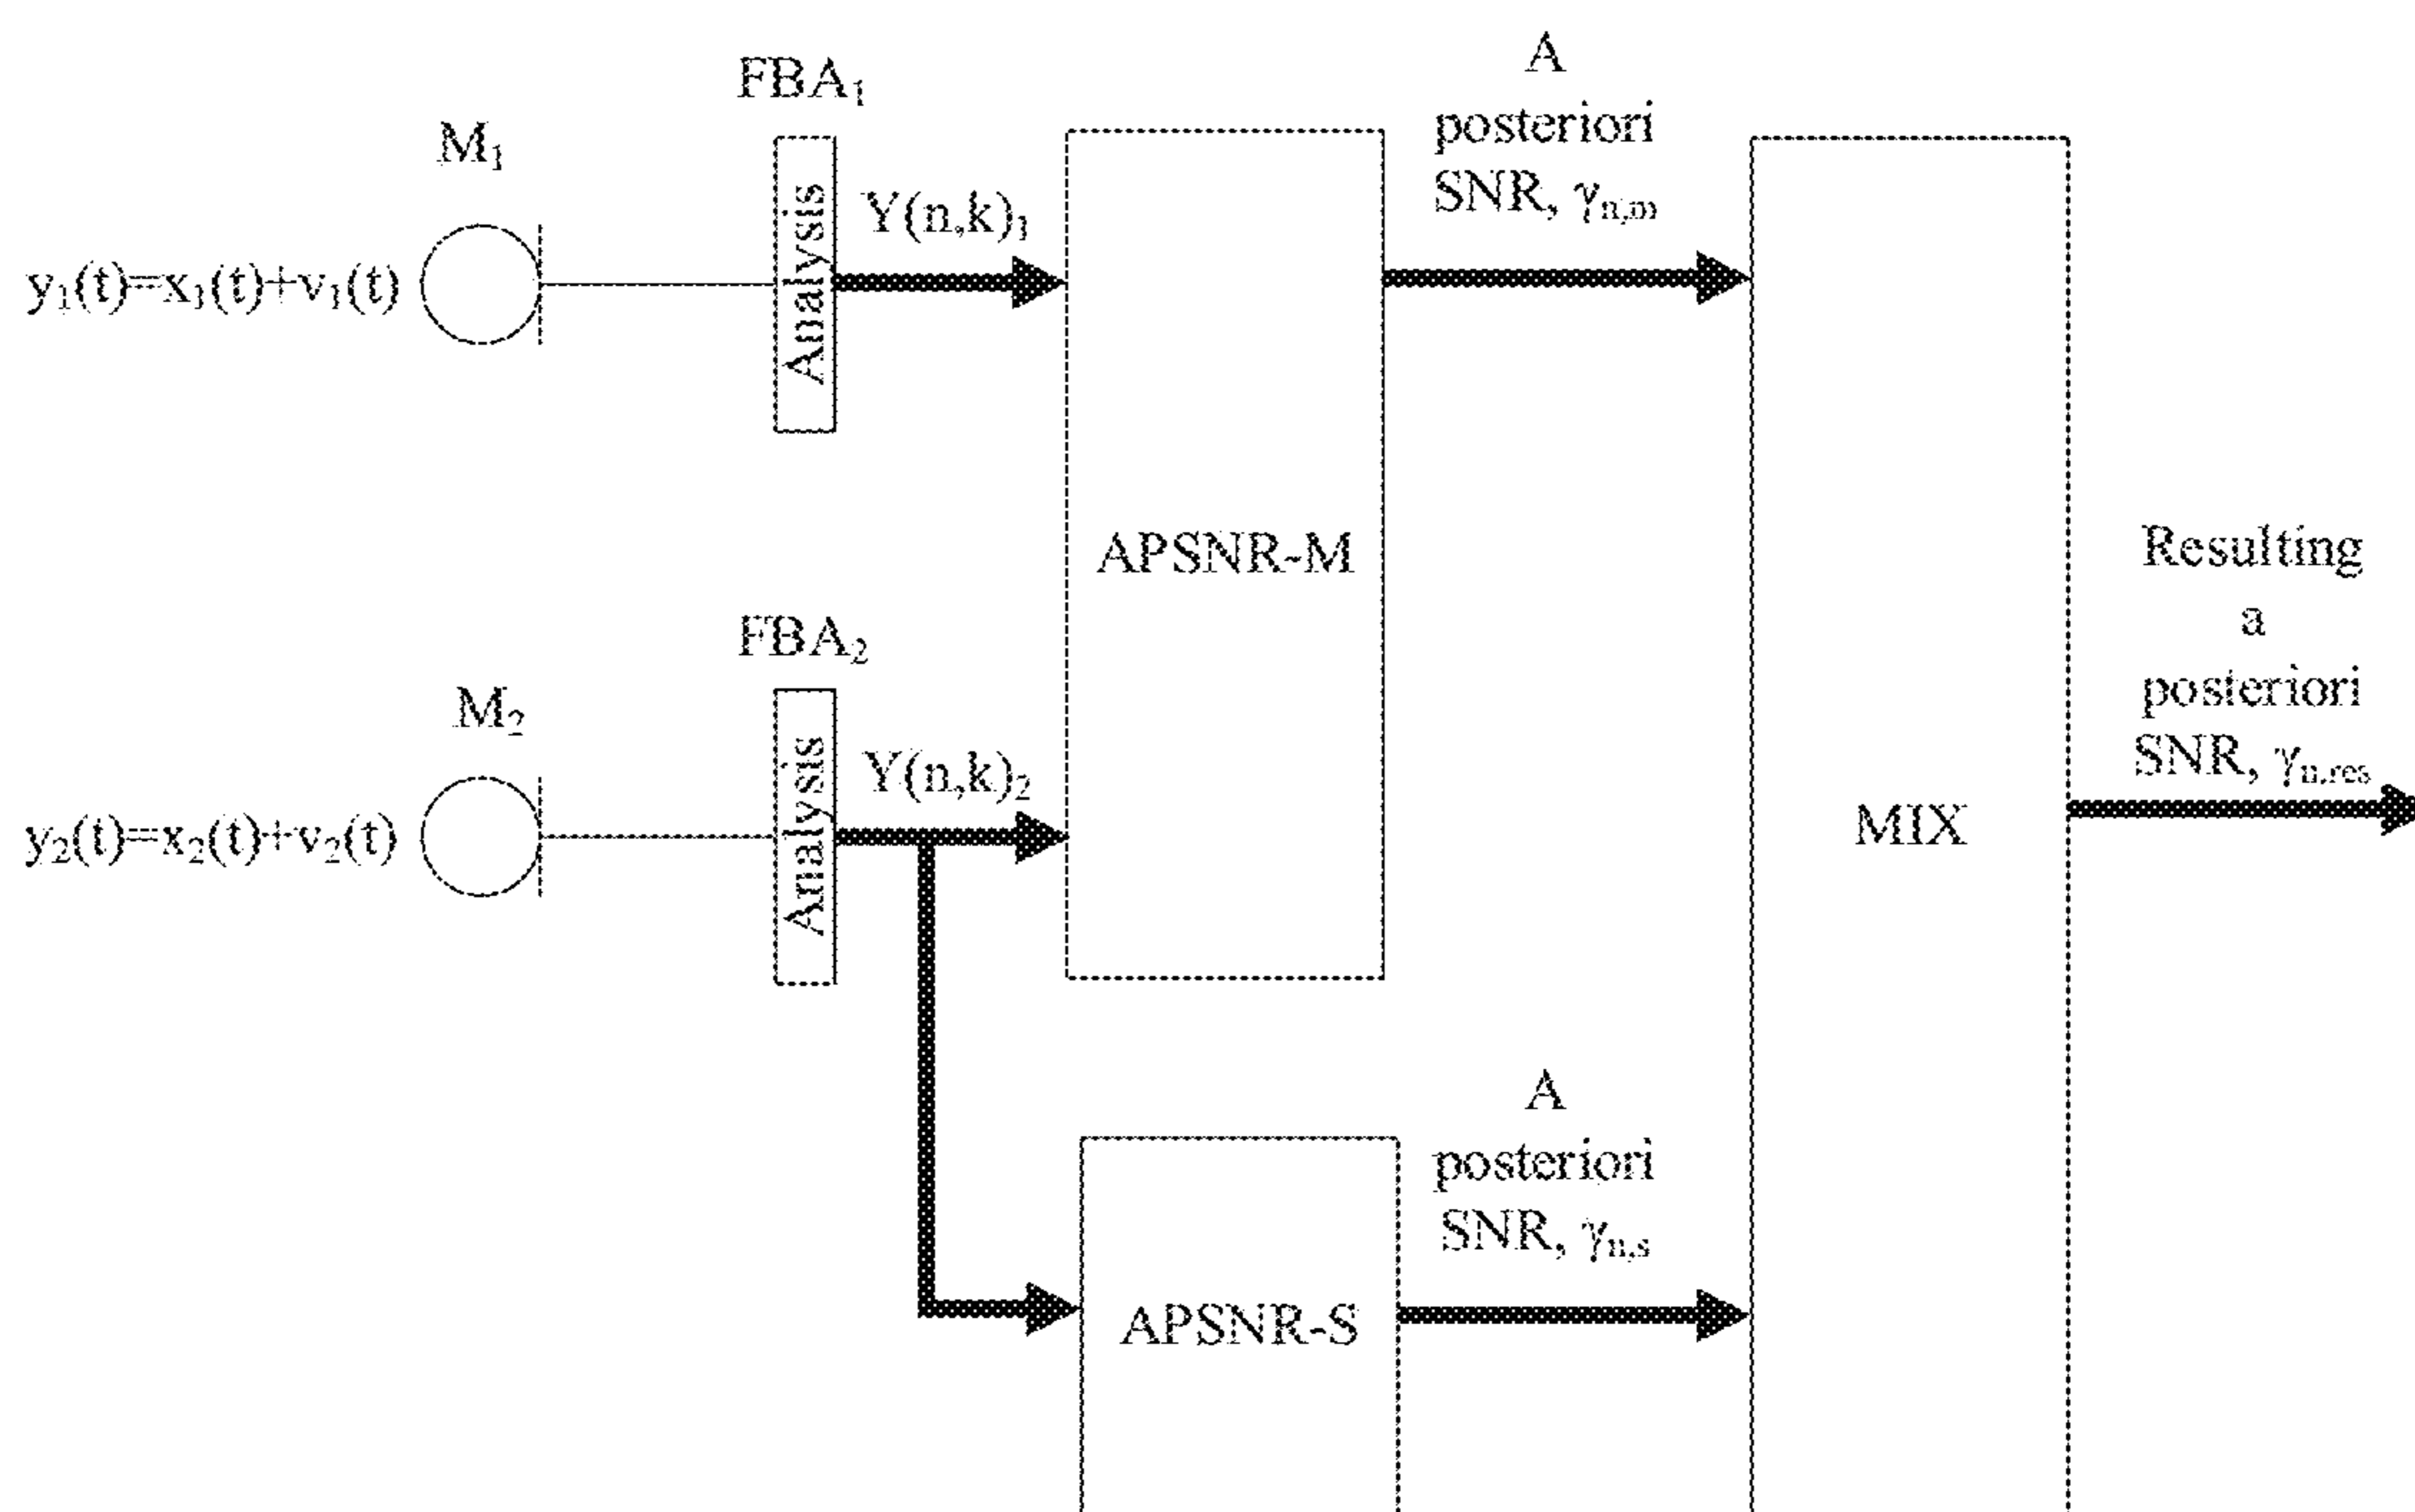 A
posteriori
SNR, γₙ,ₘ
FBA₁
M₁
Analysis
Y(n,k)₁
y₁(t)=x₁(t)+v₁(t)
APSNR-M
Resulting
a
posteriori
SNR, γn,res
FBA₂
M₂
Analysis
Y(n,k)₂
y₂(t)=x₂(t)+v₂(t)
MIX
A
posteriori
SNR, γₙ,ₛ
APSNR-S